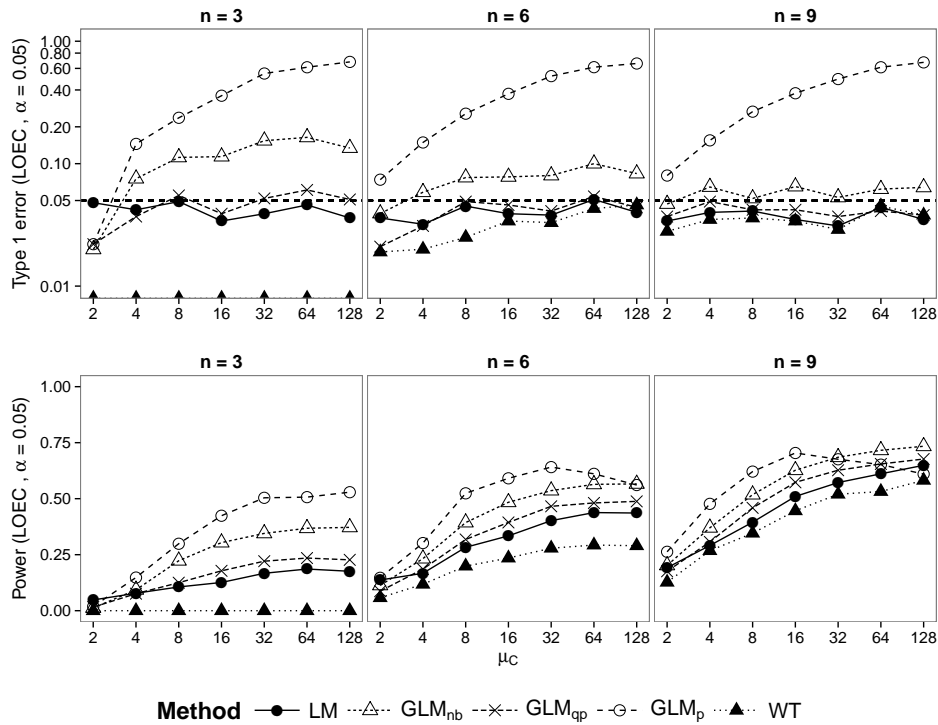 n = 3
n = 6
n = 9
Type 1 error (LOEC , α = 0.05)
1.00
0.80
0.60
0.40
0.20
0.10
0.05
0.01
2 4 8 16 32 64 128
2 4 8 16 32 64 128
2 4 8 16 32 64 128
n = 3
n = 6
n = 9
Power (LOEC , α = 0.05)
1.00
0.75
0.50
0.25
0.00
2 4 8 16 32 64 128
2 4 8 16 32 64 128
2 4 8 16 32 64 128
μC
Method LM GLMnb GLMqp GLMp WT